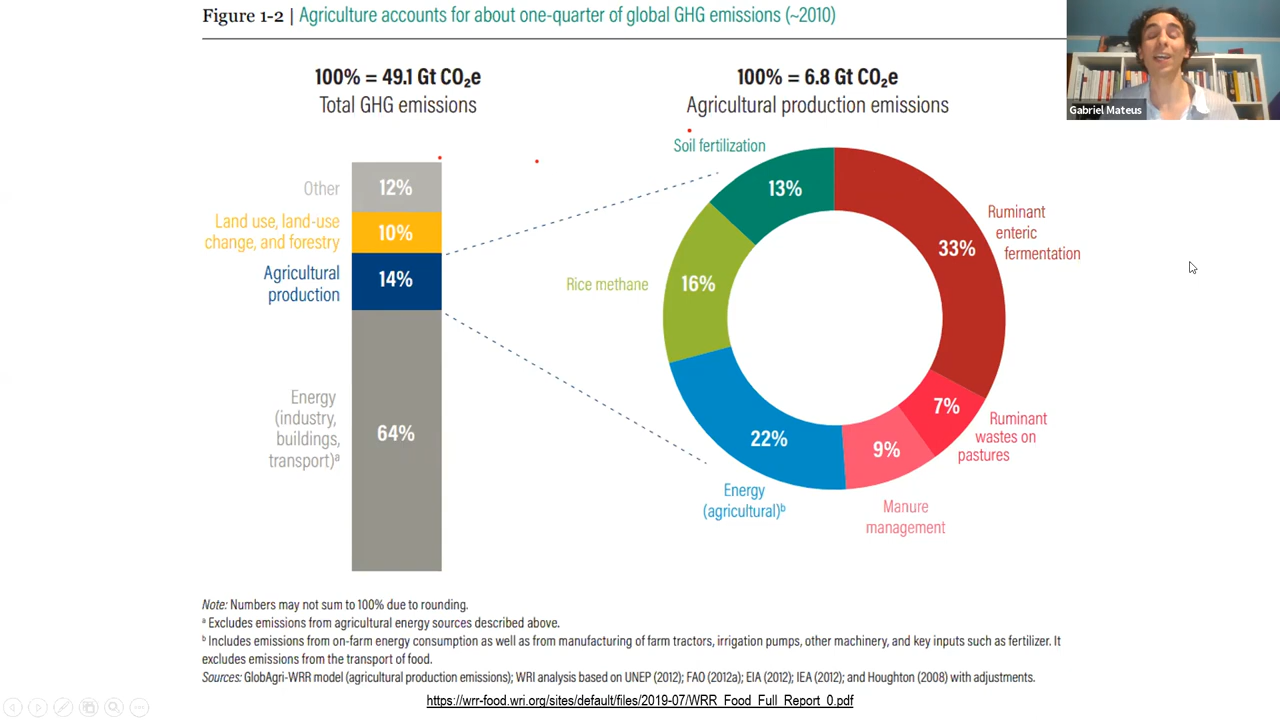 Figure 1-2 | Agriculture accounts for about one-quarter of global GHG emissions (~2010)
100% = 49.1 Gt CO₂e
Total GHG emissions
Other
12%
Land use, land-use
change, and forestry
10%
Agricultural
production
14%
Energy
(industry,
buildings,
transport)ᵃ
64%
100% = 6.8 Gt CO₂e
Agricultural production emissions
Soil fertilization
13%
Ruminant
enteric
fermentation
33%
Rice methane
16%
7%
Ruminant
wastes on
pastures
22%
Energy
(agricultural)ᵇ
9%
Manure
management
Gabriel Mateus
Note: Numbers may not sum to 100% due to rounding.
ᵃ Excludes emissions from agricultural energy sources described above.
ᵇ Includes emissions from on-farm energy consumption as well as from manufacturing of farm tractors, irrigation pumps, other machinery, and key inputs such as fertilizer. It
excludes emissions from the transport of food.
Sources: GlobAgri-WRR model (agricultural production emissions); WRI analysis based on UNEP (2012); FAO (2012a); EIA (2012); IEA (2012); and Houghton (2008) with adjustments.
https://wrr-food.wri.org/sites/default/files/2019-07/WRR_Food_Full_Report_0.pdf